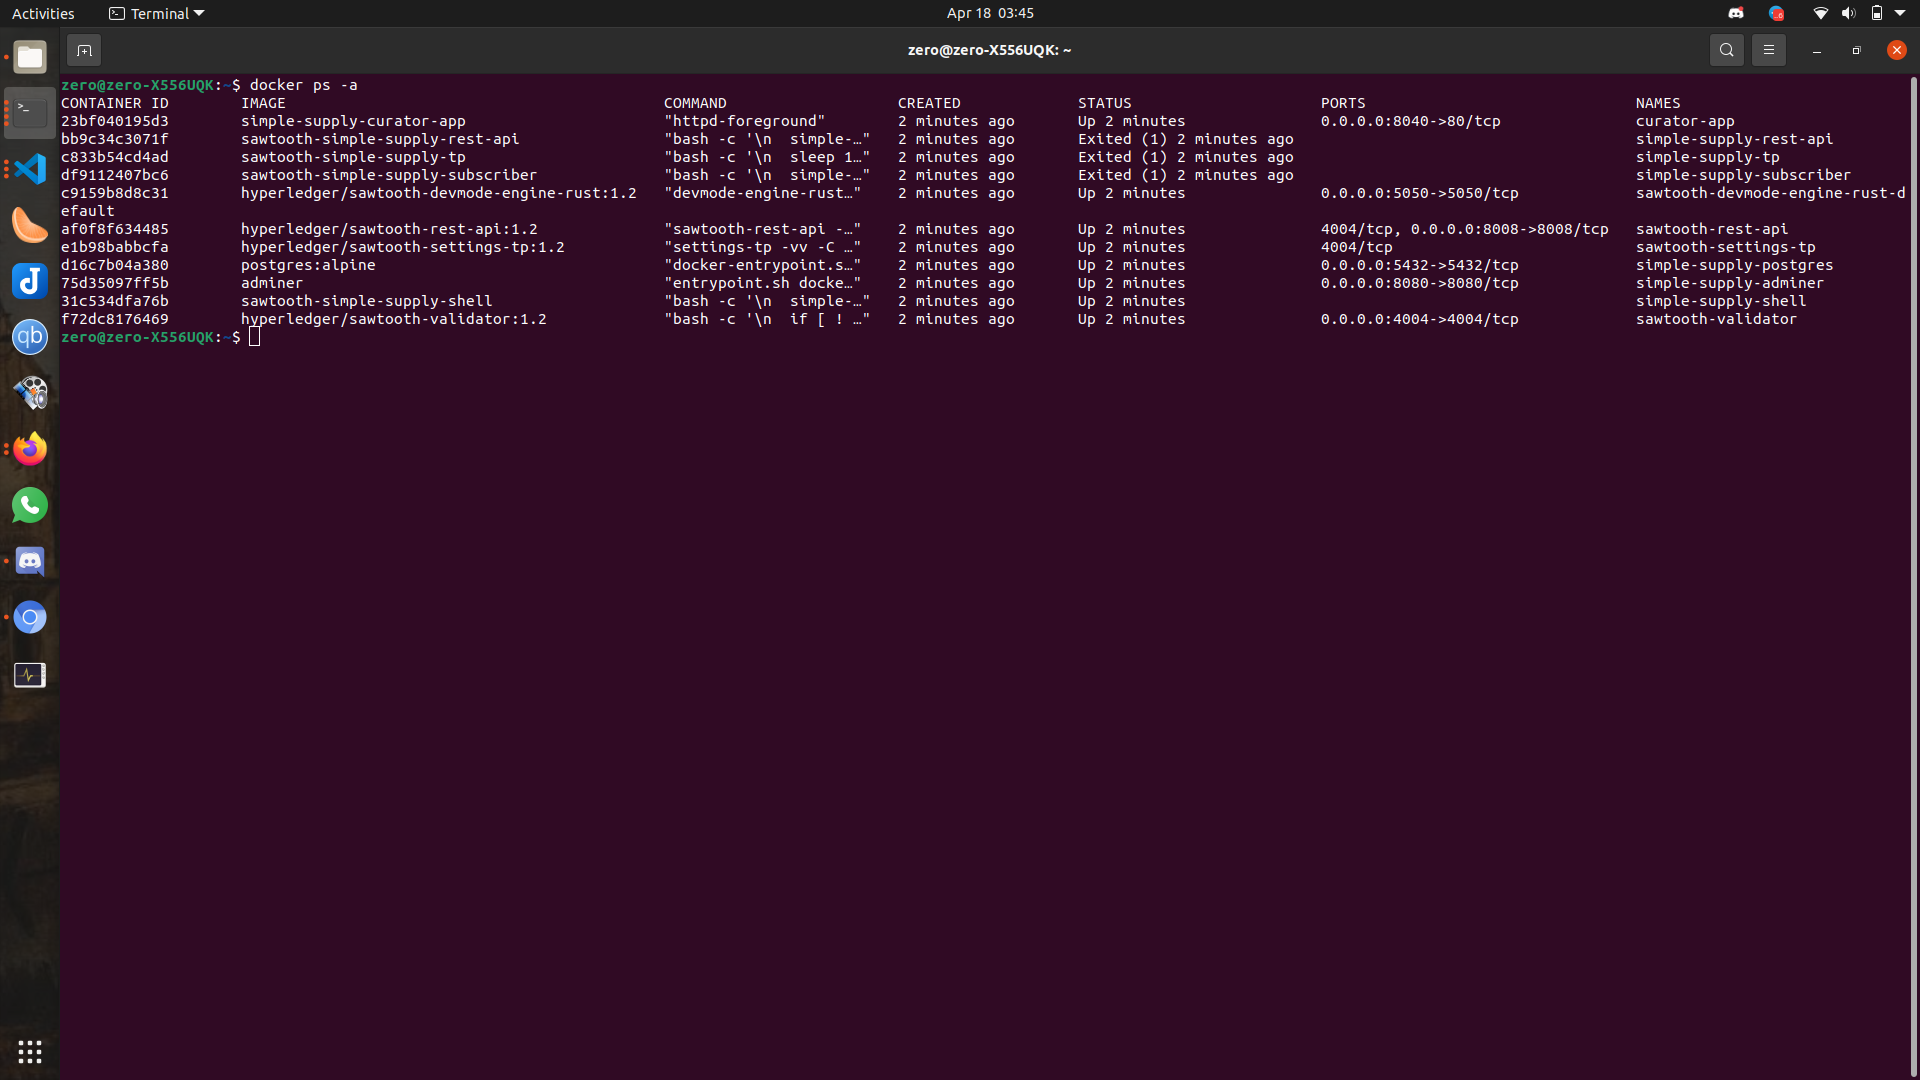 Activities Terminal Apr 18 03:45
zero@zero-X556UQK: ~
zero@zero-X556UQK:~$ docker ps -a
CONTAINER ID IMAGE COMMAND CREATED STATUS PORTS NAMES
23bf040195d3 simple-supply-curator-app "httpd-foreground" 2 minutes ago Up 2 minutes 0.0.0.0:8040->80/tcp curator-app
bb9c34c3071f sawtooth-simple-supply-rest-api "bash -c '\n simple-…" 2 minutes ago Exited (1) 2 minutes ago simple-supply-rest-api
c833b54cd4ad sawtooth-simple-supply-tp "bash -c '\n sleep 1…" 2 minutes ago Exited (1) 2 minutes ago simple-supply-tp
df9112407bc6 sawtooth-simple-supply-subscriber "bash -c '\n simple-…" 2 minutes ago Exited (1) 2 minutes ago simple-supply-subscriber
c9159b8d8c31 hyperledger/sawtooth-devmode-engine-rust:1.2 "devmode-engine-rust…" 2 minutes ago Up 2 minutes 0.0.0.0:5050->5050/tcp sawtooth-devmode-engine-rust-d
efault
af0f8f634485 hyperledger/sawtooth-rest-api:1.2 "sawtooth-rest-api -…" 2 minutes ago Up 2 minutes 4004/tcp, 0.0.0.0:8008->8008/tcp sawtooth-rest-api
e1b98babbcfa hyperledger/sawtooth-settings-tp:1.2 "settings-tp -vv -C …" 2 minutes ago Up 2 minutes 4004/tcp sawtooth-settings-tp
d16c7b04a380 postgres:alpine "docker-entrypoint.s…" 2 minutes ago Up 2 minutes 0.0.0.0:5432->5432/tcp simple-supply-postgres
75d35097ff5b adminer "entrypoint.sh docke…" 2 minutes ago Up 2 minutes 0.0.0.0:8080->8080/tcp simple-supply-adminer
31c534dfa76b sawtooth-simple-supply-shell "bash -c '\n simple-…" 2 minutes ago Up 2 minutes simple-supply-shell
f72dc8176469 hyperledger/sawtooth-validator:1.2 "bash -c '\n if [ ! …" 2 minutes ago Up 2 minutes 0.0.0.0:4004->4004/tcp sawtooth-validator
zero@zero-X556UQK:~$